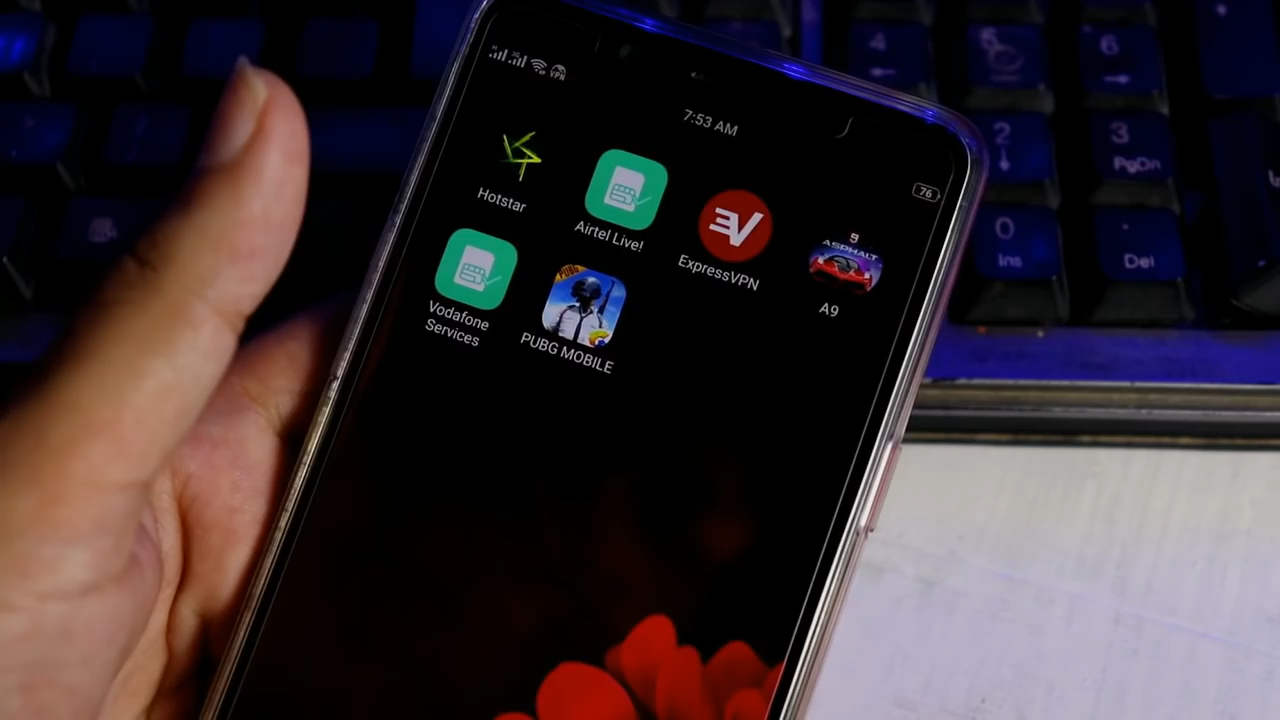 VPN
7:53 AM
76
Hotstar
Airtel Live!
ExpressVPN
9
ASPHALT
A9
Vodafone
Services
PUBG
PUBG MOBILE
4
5
6
2
3
PgDn
0
Ins
.
Del